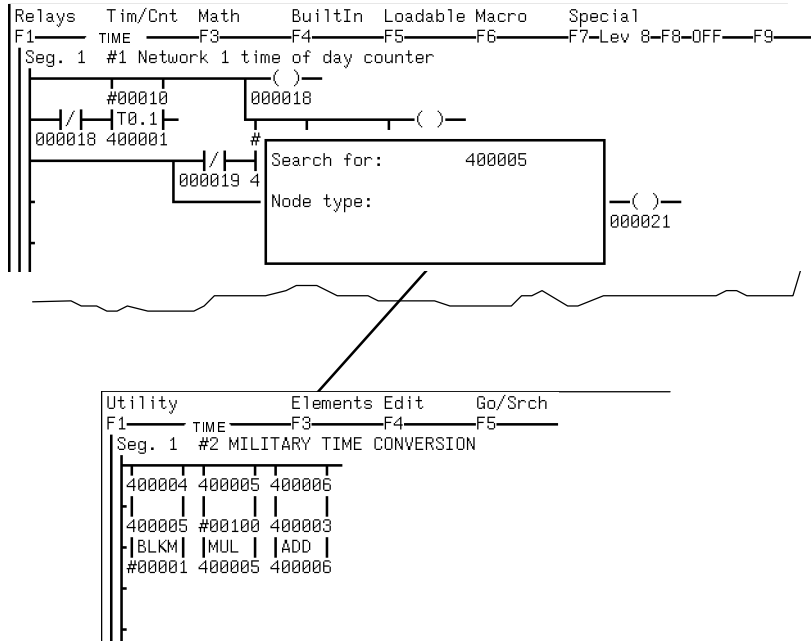 Relays Tim/Cnt Math BuiltIn Loadable Macro Special
F1 TIME F3 F4 F5 F6 F7-Lev 8-F8-OFF F9
Seg. 1 #1 Network 1 time of day counter
( )
#00010 000018
/ T0.1 ( )
000018 400001 #
/ Search for: 400005
000019 4
Node type: ( )
000021
Utility Elements Edit Go/Srch
F1 TIME F3 F4 F5
Seg. 1 #2 MILITARY TIME CONVERSION
400004 400005 400006
400005 #00100 400003
BLKM MUL ADD
#00001 400005 400006